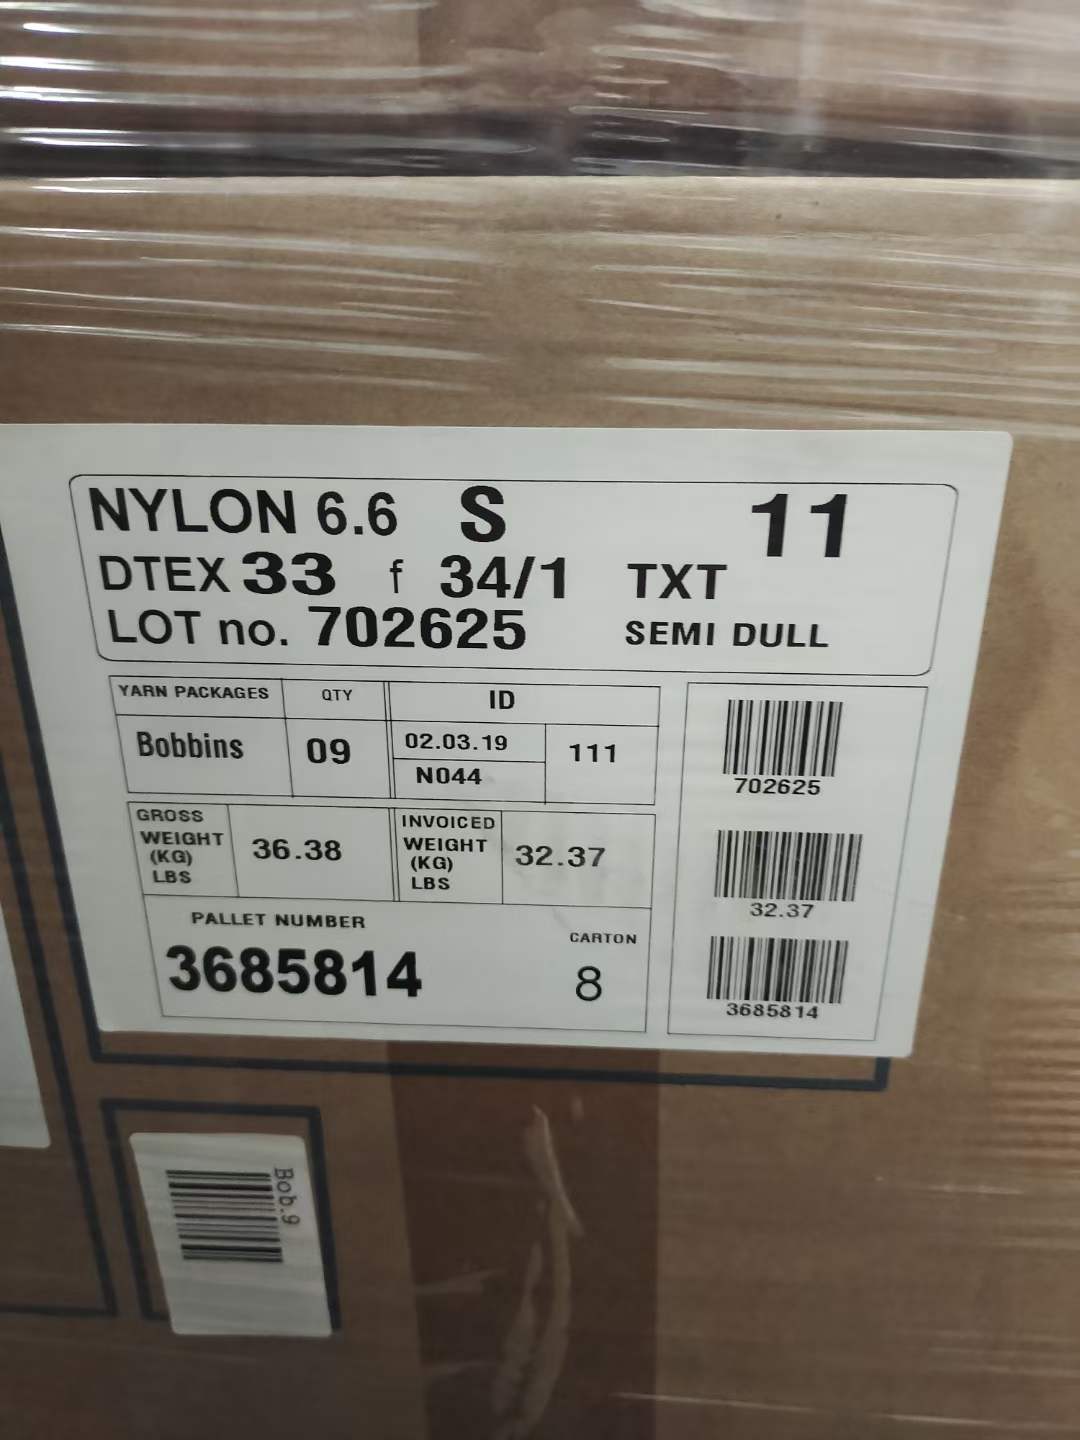 NYLON 6.6 S 11
DTEX 33 f 34/1 TXT
LOT no. 702625 SEMI DULL
YARN PACKAGES QTY ID
Bobbins 09 02.03.19 111
N044
702625
GROSS WEIGHT (KG) LBS 36.38
INVOICED WEIGHT (KG) LBS 32.37
32.37
PALLET NUMBER CARTON
3685814 8
3685814
Bob.9